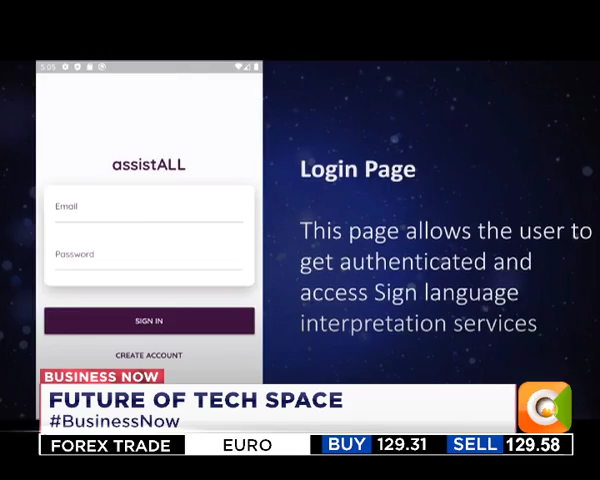 5:05
assistALL
Email
Password
SIGN IN
CREATE ACCOUNT
Login Page
This page allows the user to
get authenticated and
access Sign language
interpretation services
BUSINESS NOW
FUTURE OF TECH SPACE
#BusinessNow
FOREX TRADE EURO BUY 129.31 SELL 129.58